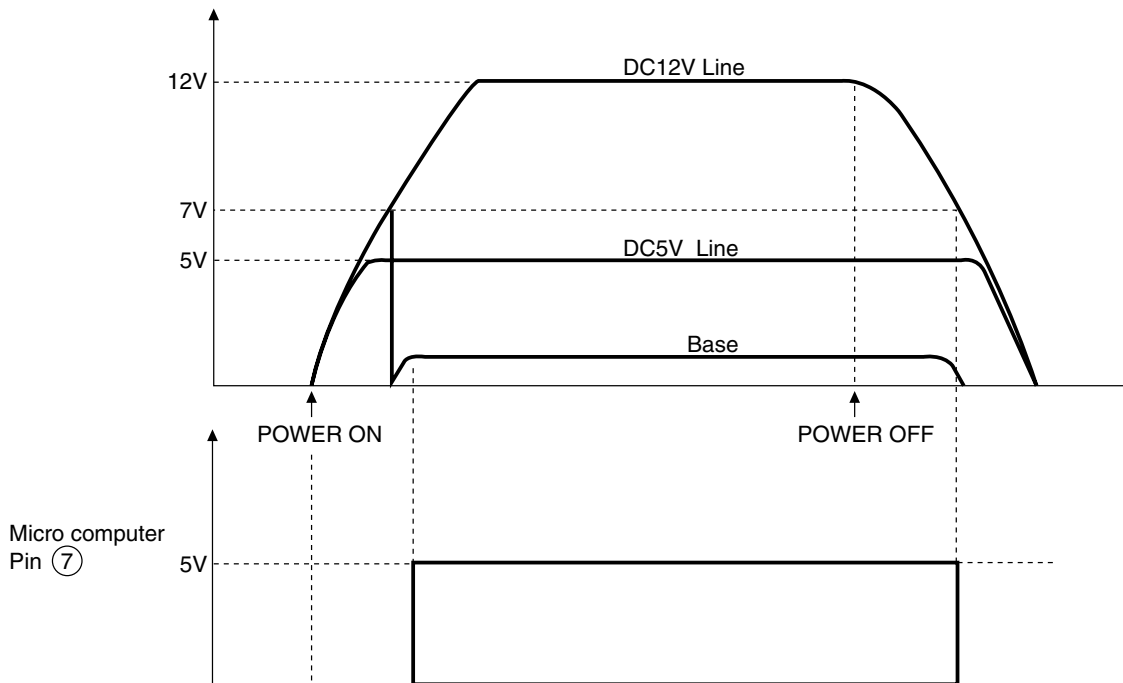 DC12V Line
12V
7V
5V
DC5V Line
Base
POWER ON
POWER OFF
Micro computer
Pin 7
5V